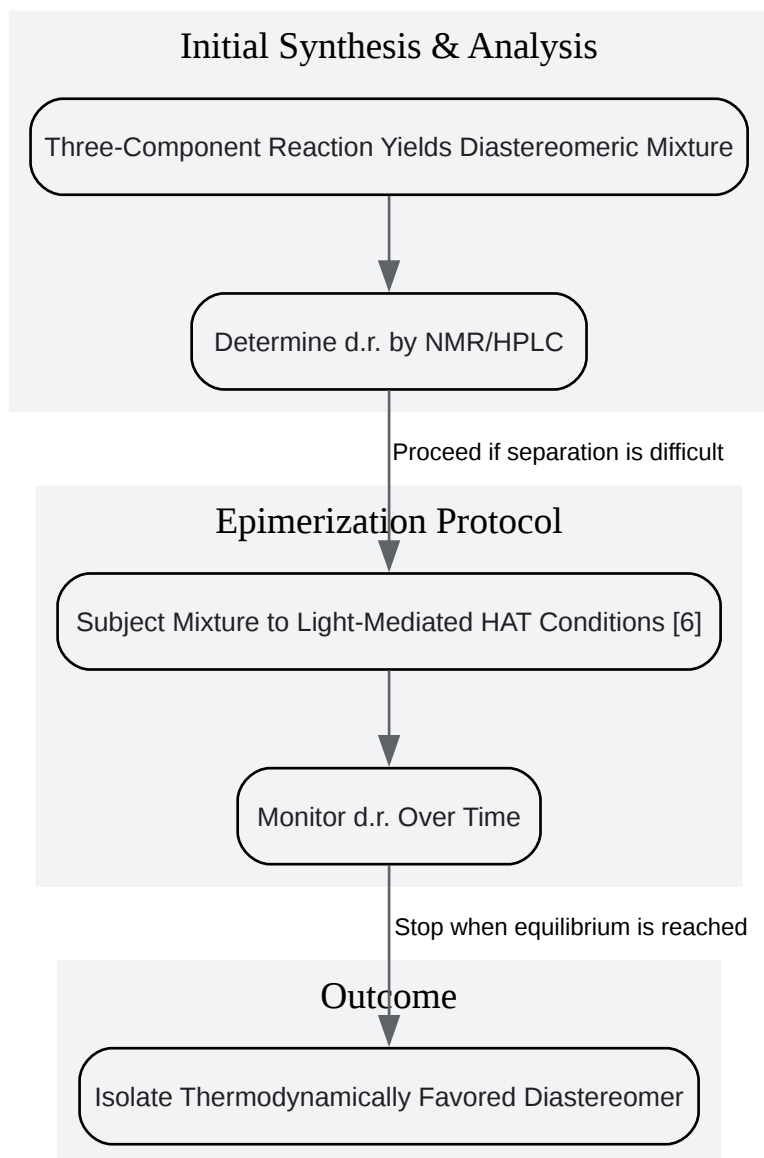 Initial Synthesis & Analysis
Three-Component Reaction Yields Diastereomeric Mixture
Determine d.r. by NMR/HPLC
Proceed if separation is difficult
Epimerization Protocol
Subject Mixture to Light-Mediated HAT Conditions [6]
Monitor d.r. Over Time
Stop when equilibrium is reached
Outcome
Isolate Thermodynamically Favored Diastereomer